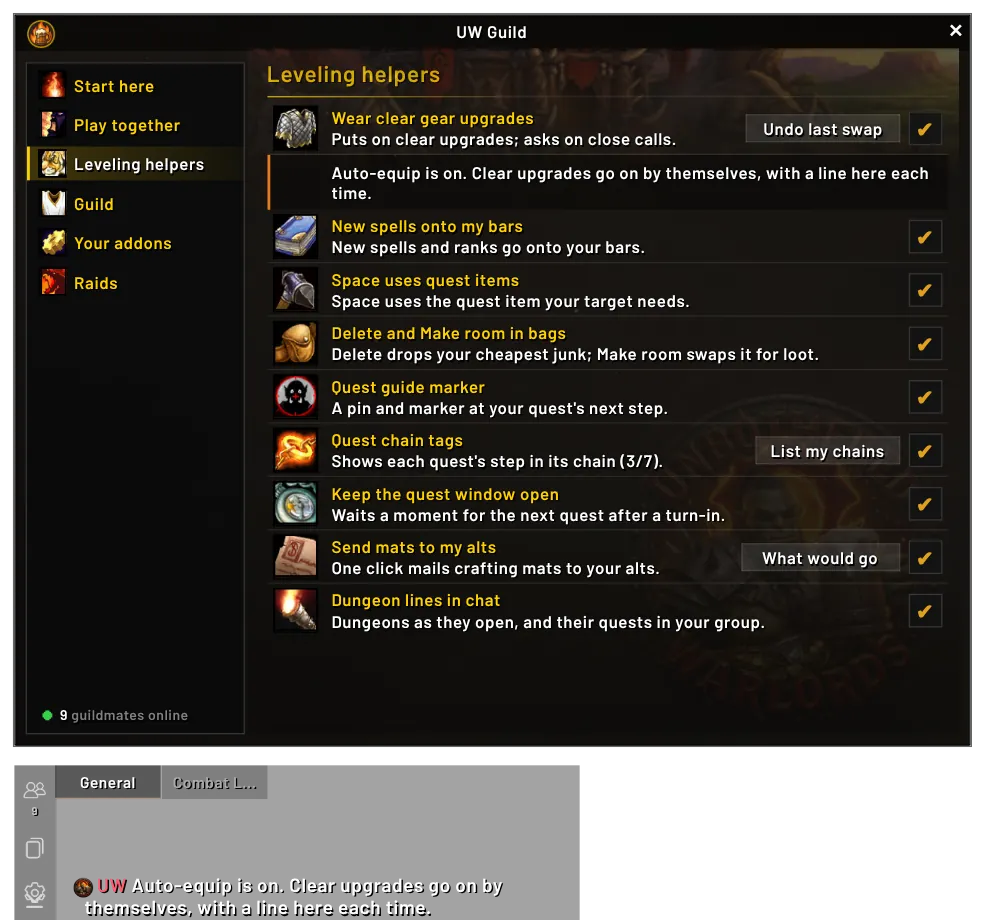 UW Guild
Start here
Play together
Leveling helpers
Guild
Your addons
Raids
9 guildmates online
Leveling helpers
Wear clear gear upgrades
Puts on clear upgrades; asks on close calls.
Undo last swap
Auto-equip is on. Clear upgrades go on by themselves, with a line here each
time.
New spells onto my bars
New spells and ranks go onto your bars.
Space uses quest items
Space uses the quest item your target needs.
Delete and Make room in bags
Delete drops your cheapest junk; Make room swaps it for loot.
Quest guide marker
A pin and marker at your quest's next step.
Quest chain tags
Shows each quest's step in its chain (3/7).
List my chains
Keep the quest window open
Waits a moment for the next quest after a turn-in.
Send mats to my alts
One click mails crafting mats to your alts.
What would go
Dungeon lines in chat
Dungeons as they open, and their quests in your group.
WARLORDS
General
Combat L...
9
UW Auto-equip is on. Clear upgrades go on by
themselves, with a line here each time.